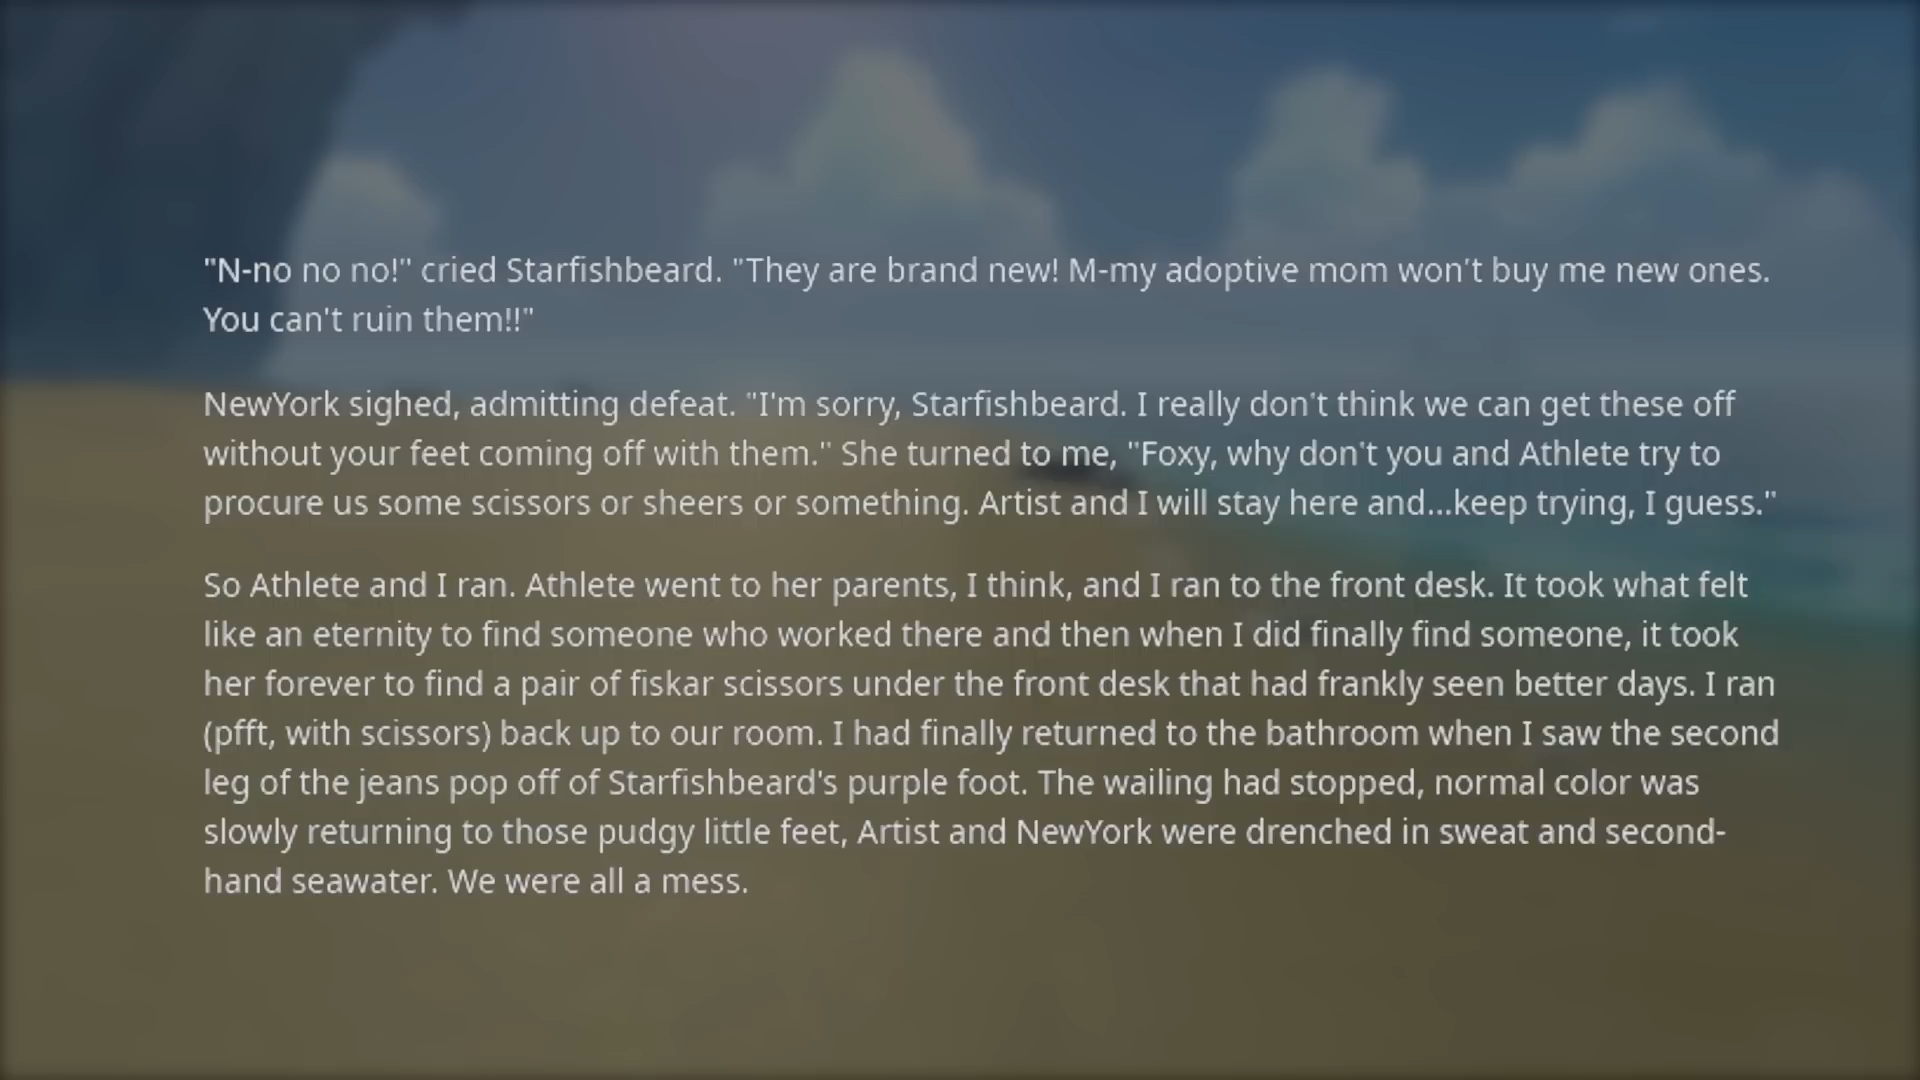 "N-no no no!" cried Starfishbeard. "They are brand new! M-my adoptive mom won't buy me new ones.
You can't ruin them!!"
NewYork sighed, admitting defeat. "I'm sorry, Starfishbeard. I really don't think we can get these off
without your feet coming off with them." She turned to me, "Foxy, why don't you and Athlete try to
procure us some scissors or sheers or something. Artist and I will stay here and...keep trying, I guess."
So Athlete and I ran. Athlete went to her parents, I think, and I ran to the front desk. It took what felt
like an eternity to find someone who worked there and then when I did finally find someone, it took
her forever to find a pair of fiskar scissors under the front desk that had frankly seen better days. I ran
(pfft, with scissors) back up to our room. I had finally returned to the bathroom when I saw the second
leg of the jeans pop off of Starfishbeard's purple foot. The wailing had stopped, normal color was
slowly returning to those pudgy little feet, Artist and NewYork were drenched in sweat and second-
hand seawater. We were all a mess.